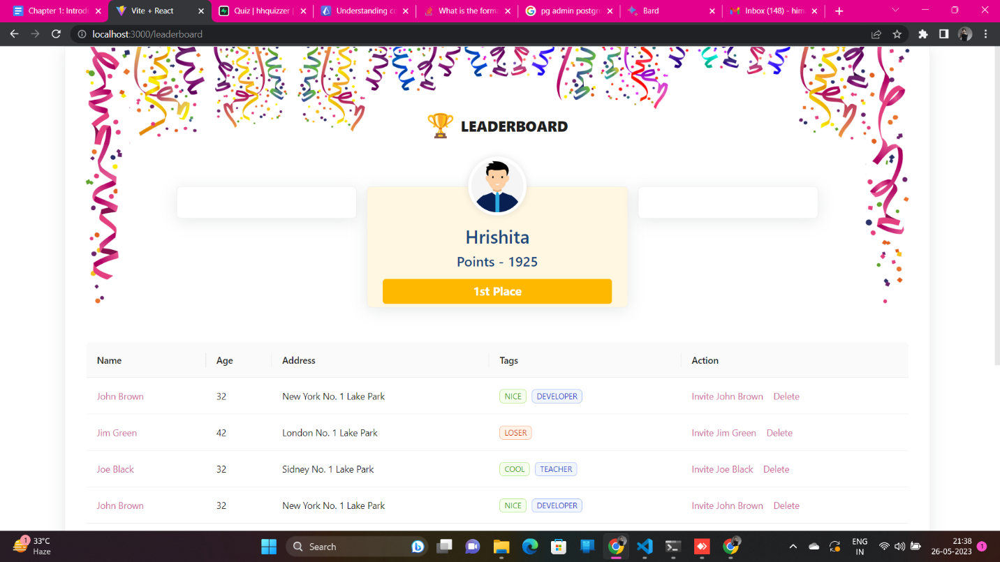 Chapter 1: Introdu
Vite + React
Quiz | hhquizzer
Understanding co
What is the forma
pg admin postgre
Bard
Inbox (148) - him
localhost:3000/leaderboard
LEADERBOARD
Hrishita
Points - 1925
1st Place
Name Age Address Tags Action
John Brown 32 New York No. 1 Lake Park NICE DEVELOPER Invite John Brown Delete
Jim Green 42 London No. 1 Lake Park LOSER Invite Jim Green Delete
Joe Black 32 Sidney No. 1 Lake Park COOL TEACHER Invite Joe Black Delete
John Brown 32 New York No. 1 Lake Park NICE DEVELOPER Invite John Brown Delete
1
33°C
Haze
Search
ENG
IN
21:38
26-05-2023
1